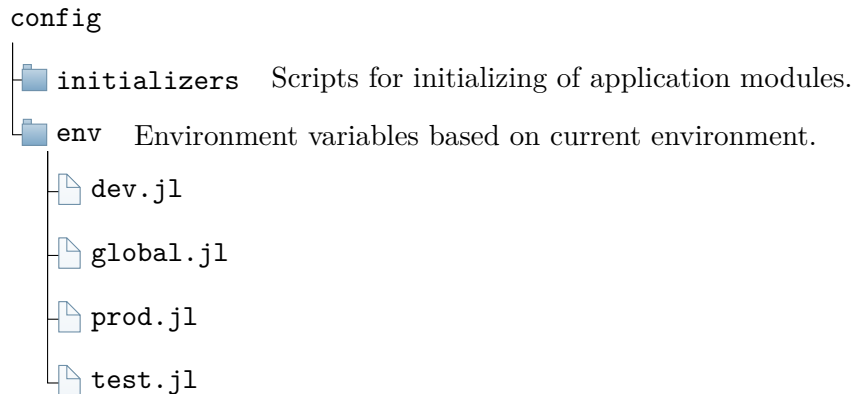 config
initializers Scripts for initializing of application modules.
env Environment variables based on current environment.
dev.jl
global.jl
prod.jl
test.jl